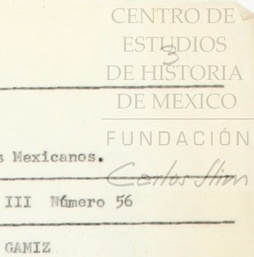 CENTRO DE
ESTUDIOS
3
DE HISTORIA
DE MEXICO
FUNDACIÓN
s Mexicanos.
Carlos Slim
III Número 56
GAMIZ